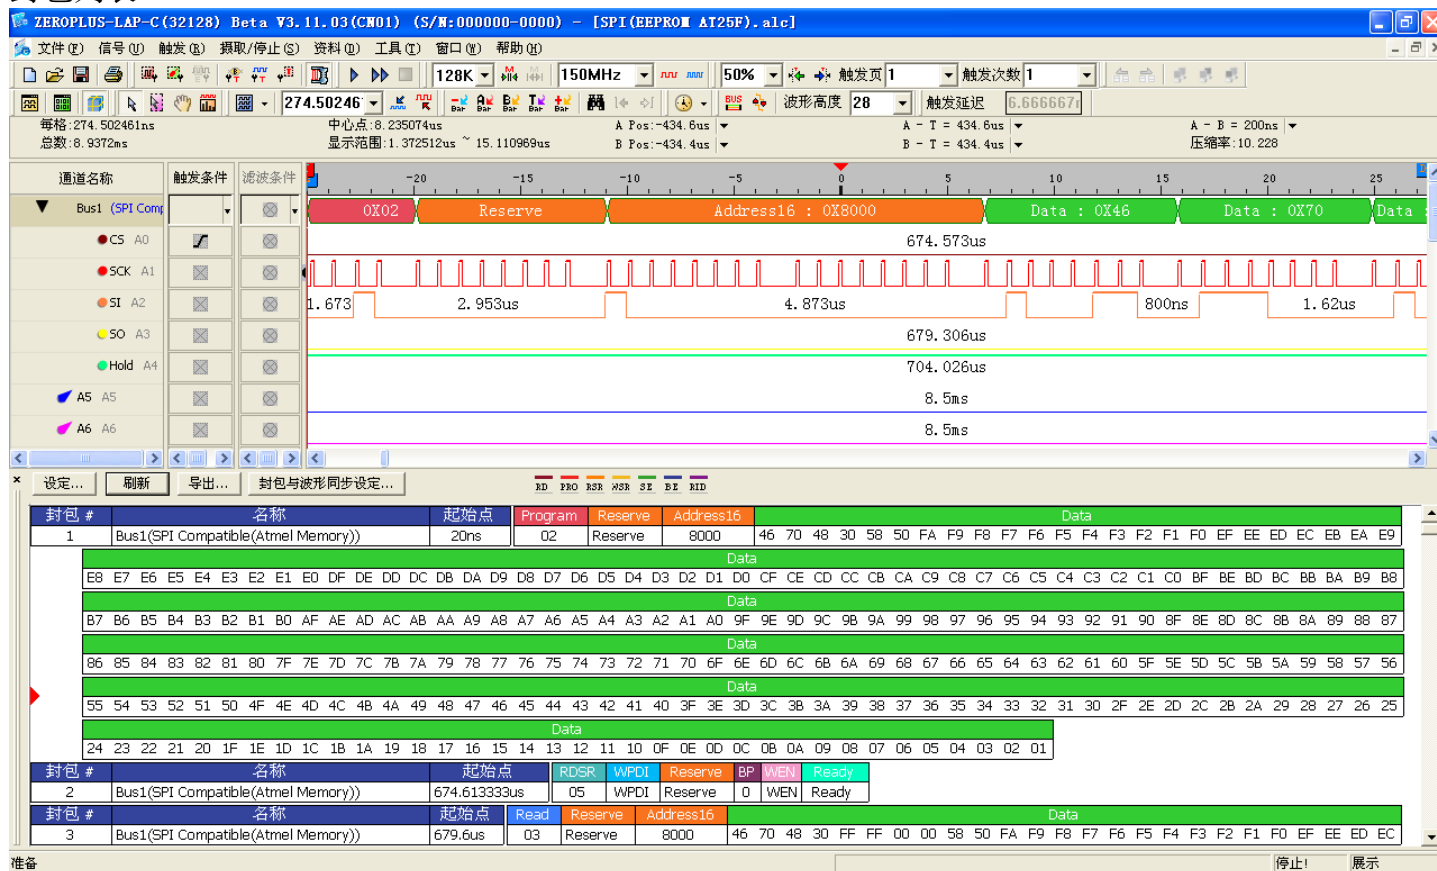 ZEROPLUS-LAP-C(32128) Beta V3.11.03(CN01) (S/N:000000-0000) - [SPI(EEPROM AT25F).alc]
文件(F) 信号(U) 触发(R) 摄取/停止(S) 资料(D) 工具(T) 窗口(W) 帮助(H)
128K 150MHz 50% 触发页 1 触发次数 1
274.50246 Bar Bar Bar Bar Bar BUS 波形高度 28 触发延迟 6.666667r
每格:274.502461ns 中心点:8.235074us A Pos:-434.6us A - T = 434.6us A - B = 200ns
总数:8.9372ms 显示范围:1.372512us ~ 15.110969us B Pos:-434.4us B - T = 434.4us 压缩率:10.228
通道名称 触发条件 滤波条件 -20 -15 -10 -5 0 5 10 15 20 25
Bus1 (SPI Comp 0X02 Reserve Address16 : 0X8000 Data : 0X46 Data : 0X70 Data :
CS A0 674.573us
SCK A1
SI A2 1.673 2.953us 4.873us 800ns 1.62us
SO A3 679.306us
Hold A4 704.026us
A5 A5 8.5ms
A6 A6 8.5ms
设定... 刷新 导出... 封包与波形同步设定... RD PRO RSR WSR SE BE RID
封包 # 名称 起始点 Program Reserve Address16 Data
1 Bus1(SPI Compatible(Atmel Memory)) 20ns 02 Reserve 8000 46 70 48 30 58 50 FA F9 F8 F7 F6 F5 F4 F3 F2 F1 F0 EF EE ED EC EB EA E9
Data
E8 E7 E6 E5 E4 E3 E2 E1 E0 DF DE DD DC DB DA D9 D8 D7 D6 D5 D4 D3 D2 D1 D0 CF CE CD CC CB CA C9 C8 C7 C6 C5 C4 C3 C2 C1 C0 BF BE BD BC BB BA B9 B8
Data
B7 B6 B5 B4 B3 B2 B1 B0 AF AE AD AC AB AA A9 A8 A7 A6 A5 A4 A3 A2 A1 A0 9F 9E 9D 9C 9B 9A 99 98 97 96 95 94 93 92 91 90 8F 8E 8D 8C 8B 8A 89 88 87
Data
86 85 84 83 82 81 80 7F 7E 7D 7C 7B 7A 79 78 77 76 75 74 73 72 71 70 6F 6E 6D 6C 6B 6A 69 68 67 66 65 64 63 62 61 60 5F 5E 5D 5C 5B 5A 59 58 57 56
Data
55 54 53 52 51 50 4F 4E 4D 4C 4B 4A 49 48 47 46 45 44 43 42 41 40 3F 3E 3D 3C 3B 3A 39 38 37 36 35 34 33 32 31 30 2F 2E 2D 2C 2B 2A 29 28 27 26 25
Data
24 23 22 21 20 1F 1E 1D 1C 1B 1A 19 18 17 16 15 14 13 12 11 10 0F 0E 0D 0C 0B 0A 09 08 07 06 05 04 03 02 01
封包 # 名称 起始点 RDSR WPDI Reserve BP WEN Ready
2 Bus1(SPI Compatible(Atmel Memory)) 674.613333us 05 WPDI Reserve 0 WEN Ready
封包 # 名称 起始点 Read Reserve Address16 Data
3 Bus1(SPI Compatible(Atmel Memory)) 679.6us 03 Reserve 8000 46 70 48 30 FF FF 00 00 58 50 FA F9 F8 F7 F6 F5 F4 F3 F2 F1 F0 EF EE ED EC
准备 停止! 展示